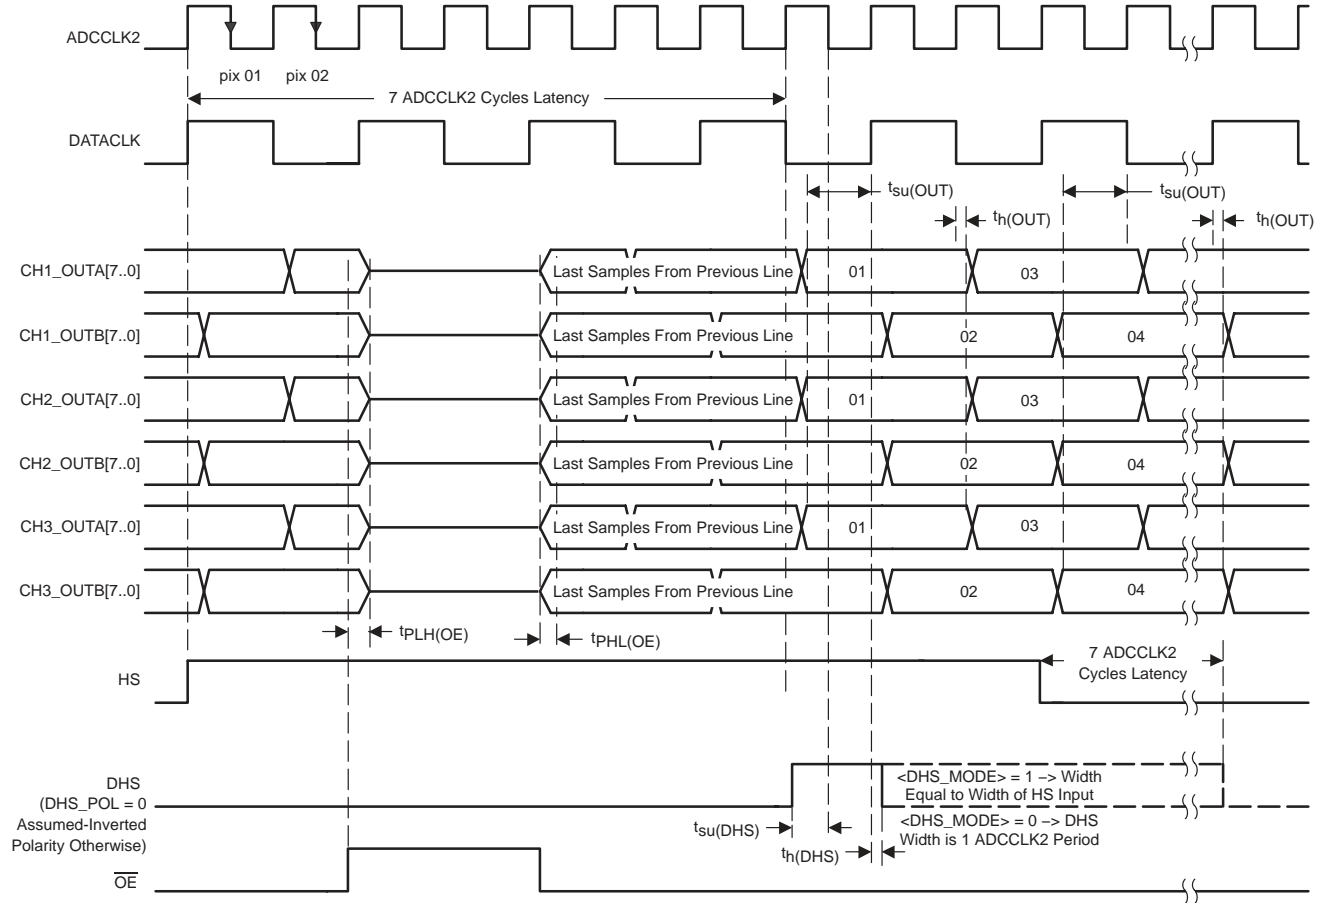 ADCCLK2
pix 01 pix 02
7 ADCCLK2 Cycles Latency
DATACLK
tsu(OUT) tsu(OUT)
th(OUT) th(OUT)
CH1_OUTA[7..0] Last Samples From Previous Line 01 03
CH1_OUTB[7..0] Last Samples From Previous Line 02 04
CH2_OUTA[7..0] Last Samples From Previous Line 01 03
CH2_OUTB[7..0] Last Samples From Previous Line 02 04
CH3_OUTA[7..0] Last Samples From Previous Line 01 03
CH3_OUTB[7..0] Last Samples From Previous Line 02 04
tPLH(OE) tPHL(OE)
7 ADCCLK2
Cycles Latency
HS
DHS
(DHS_POL = 0
Assumed-Inverted
Polarity Otherwise)
<DHS_MODE> = 1 –> Width
Equal to Width of HS Input
<DHS_MODE> = 0 –> DHS
Width is 1 ADCCLK2 Period
tsu(DHS)
th(DHS)
OE